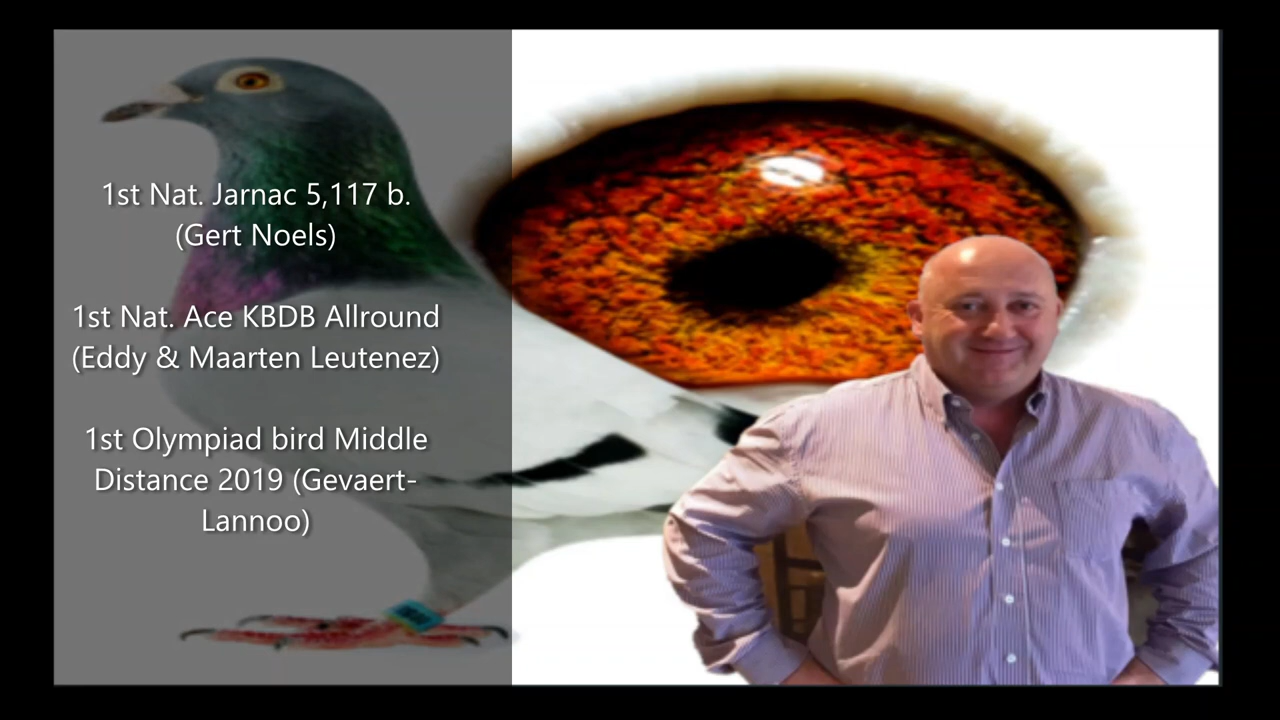 1st Nat. Jarnac 5,117 b.
(Gert Noels)
1st Nat. Ace KBDB Allround
(Eddy & Maarten Leutenez)
1st Olympiad bird Middle
Distance 2019 (Gevaert-
Lannoo)